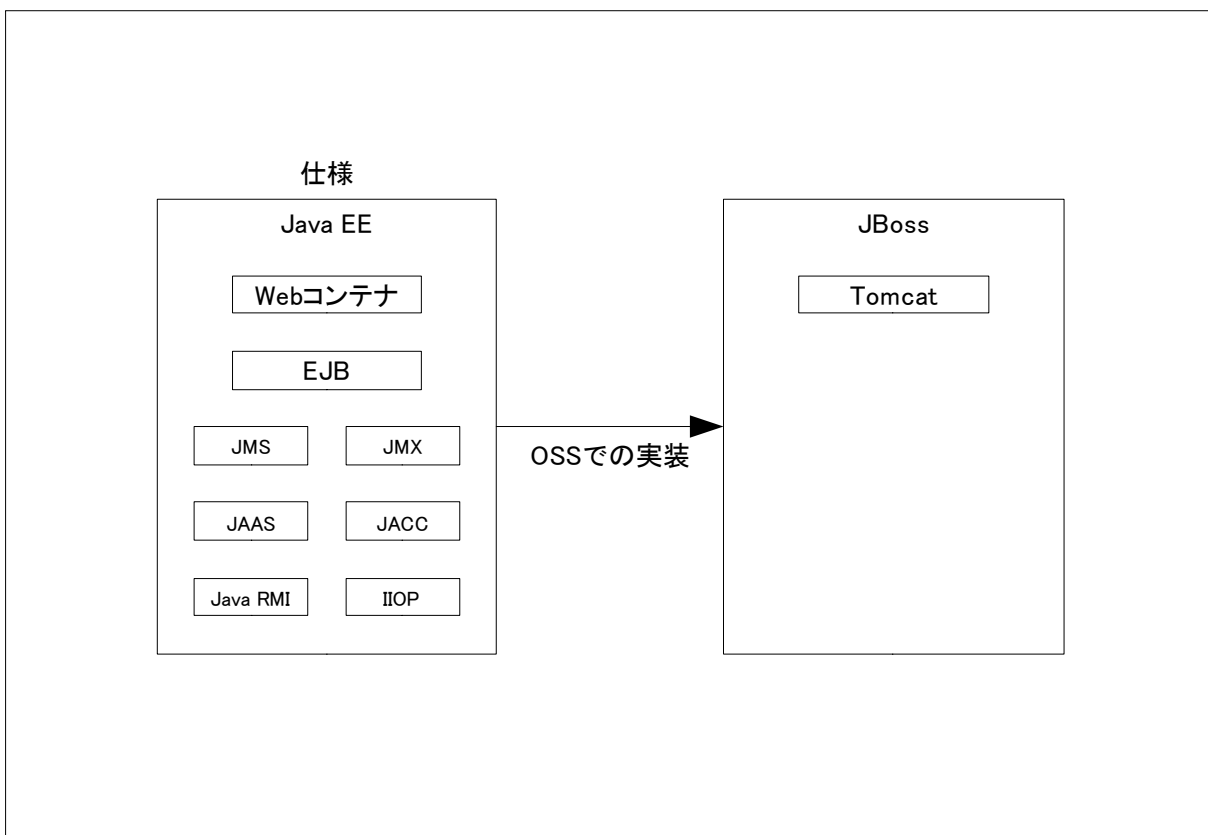 仕様
Java EE
Webコンテナ
EJB
JMS
JMX
JAAS
JACC
Java RMI
IIOP
OSSでの実装
JBoss
Tomcat